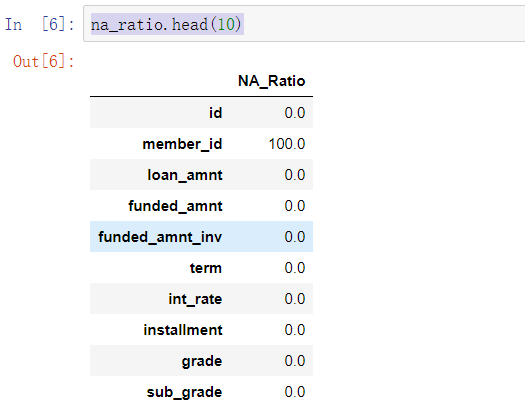 In [6]: na_ratio.head(10)
Out[6]:
NA_Ratio
id 0.0
member_id 100.0
loan_amnt 0.0
funded_amnt 0.0
funded_amnt_inv 0.0
term 0.0
int_rate 0.0
installment 0.0
grade 0.0
sub_grade 0.0